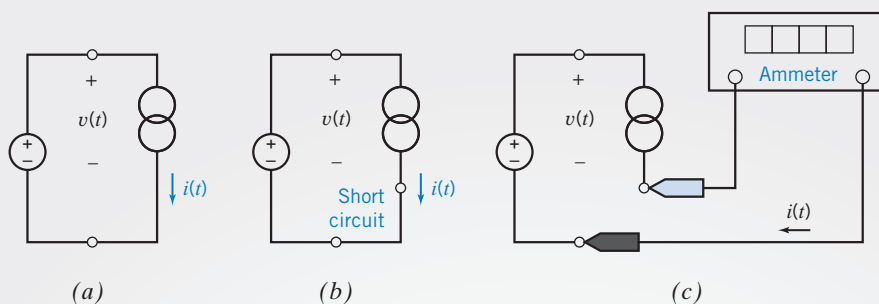 +
v(t)
−
+
−
i(t)
(a)
+
v(t)
−
+
−
Short
circuit
i(t)
(b)
+
v(t)
−
+
−
Ammeter
i(t)
(c)